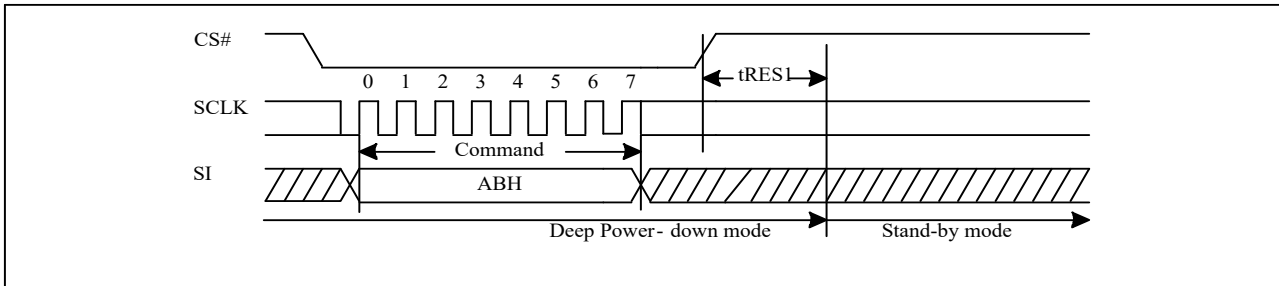 CS#
tRES1
0 1 2 3 4 5 6 7
SCLK
Command
SI
ABH
Deep Power- down mode
Stand-by mode